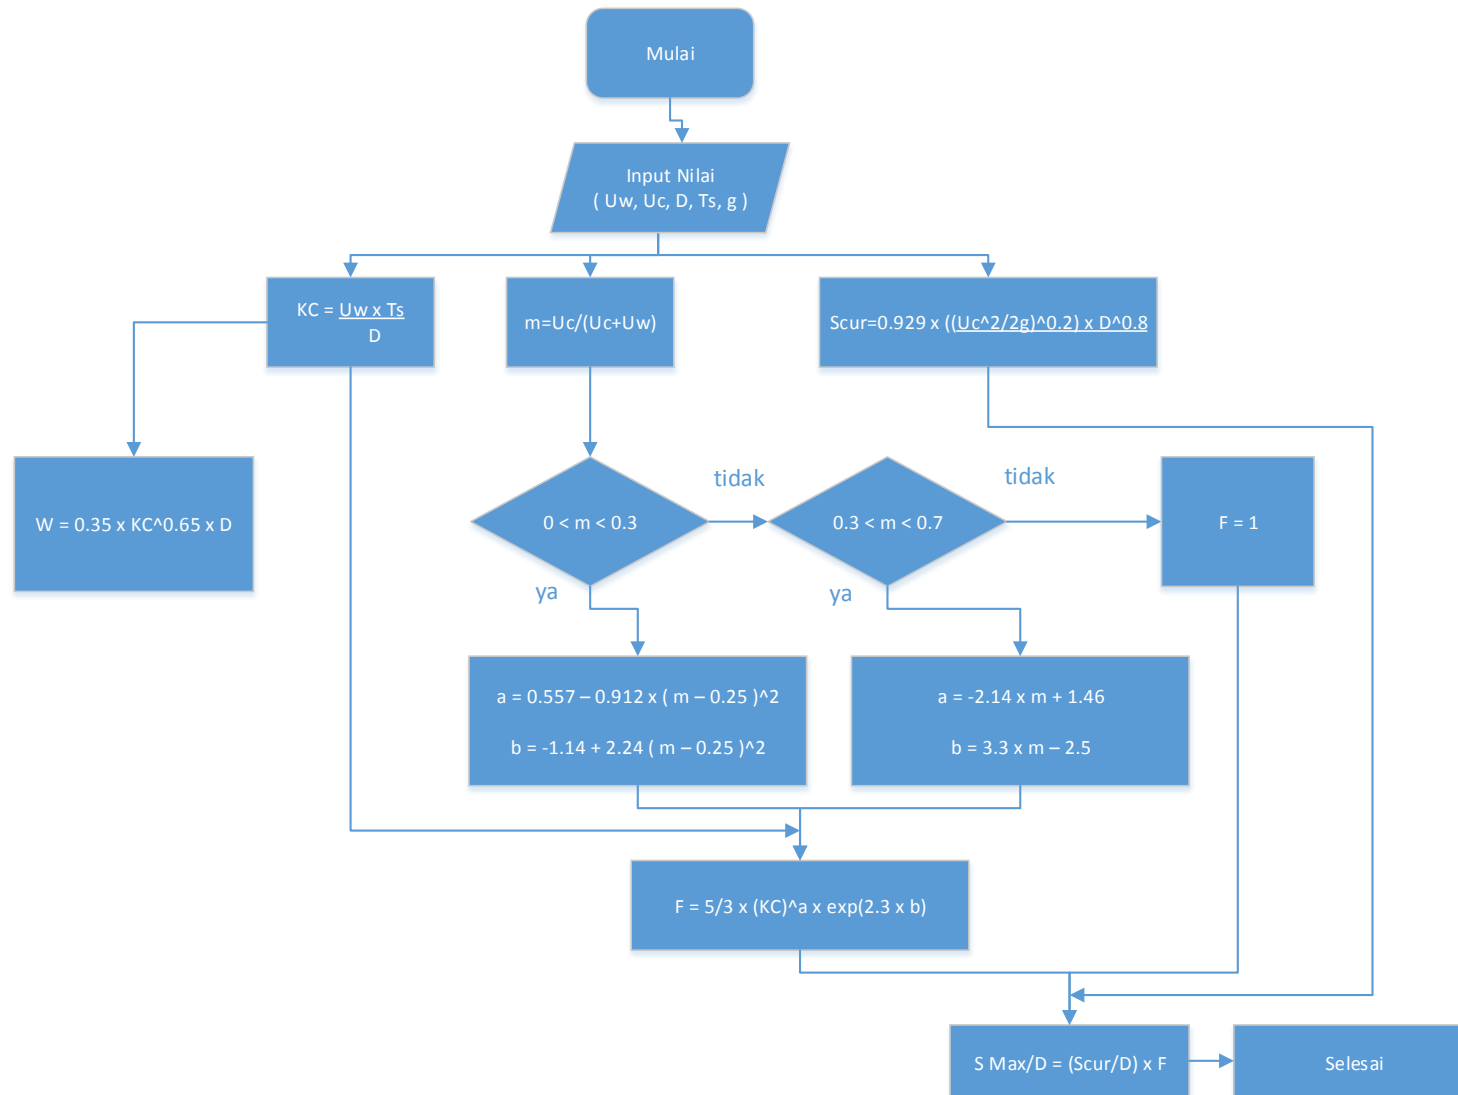 Mulai
Input Nilai
( Uw, Uc, D, Ts, g )
KC = Uw x Ts
D
m=Uc/(Uc+Uw)
Scur=0.929 x ((Uc^2/2g)^0.2) x D^0.8
W = 0.35 x KC^0.65 x D
0 < m < 0.3
tidak
0.3 < m < 0.7
tidak
F = 1
ya
ya
a = 0.557 – 0.912 x ( m – 0.25 )^2
b = -1.14 + 2.24 ( m – 0.25 )^2
a = -2.14 x m + 1.46
b = 3.3 x m – 2.5
F = 5/3 x (KC)^a x exp(2.3 x b)
S Max/D = (Scur/D) x F
Selesai